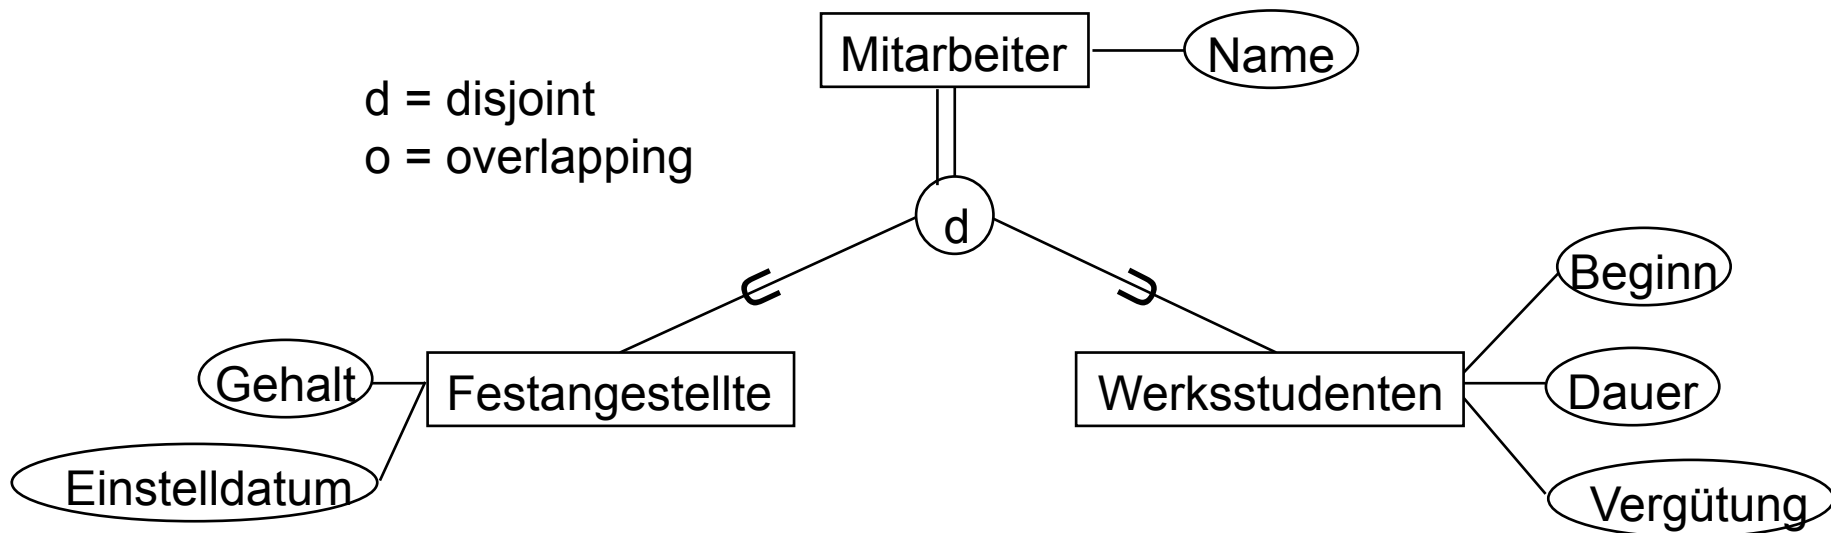 Mitarbeiter
Name
d = disjoint
o = overlapping
d
Beginn
Gehalt
Festangestellte
Werksstudenten
Dauer
Einstelldatum
Vergütung